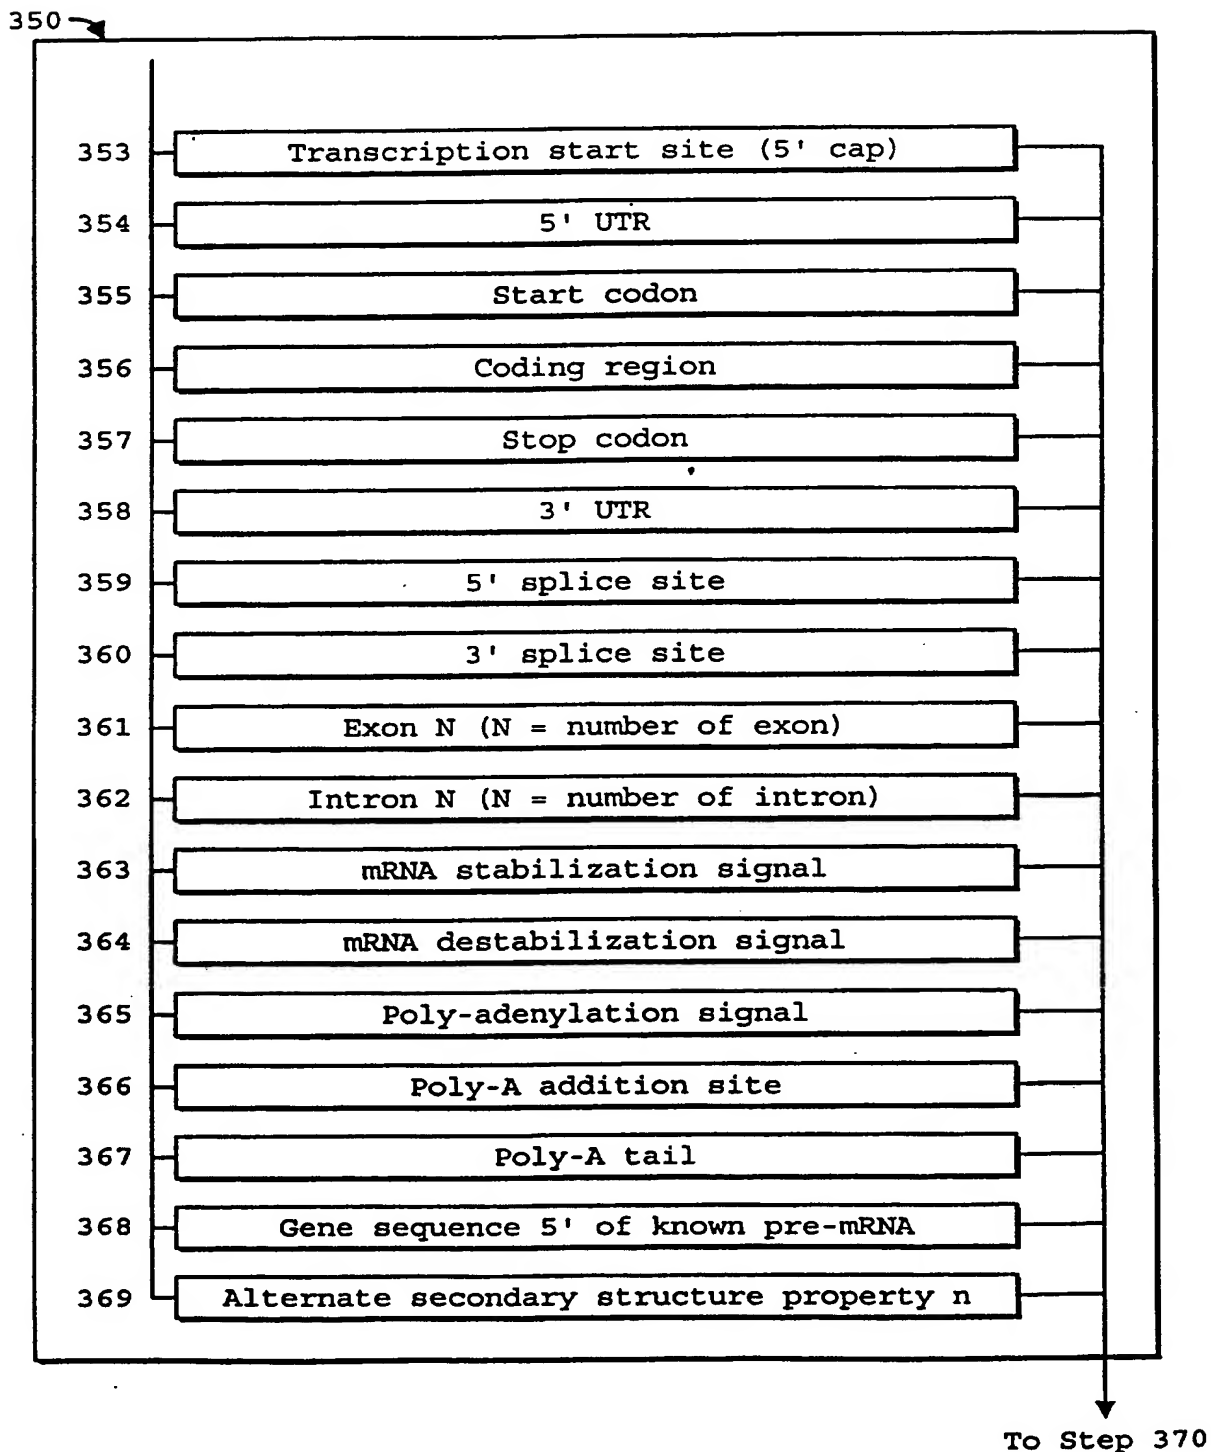 350
353 Transcription start site (5' cap)
354 5' UTR
355 Start codon
356 Coding region
357 Stop codon
358 3' UTR
359 5' splice site
360 3' splice site
361 Exon N (N = number of exon)
362 Intron N (N = number of intron)
363 mRNA stabilization signal
364 mRNA destabilization signal
365 Poly-adenylation signal
366 Poly-A addition site
367 Poly-A tail
368 Gene sequence 5' of known pre-mRNA
369 Alternate secondary structure property n
To Step 370